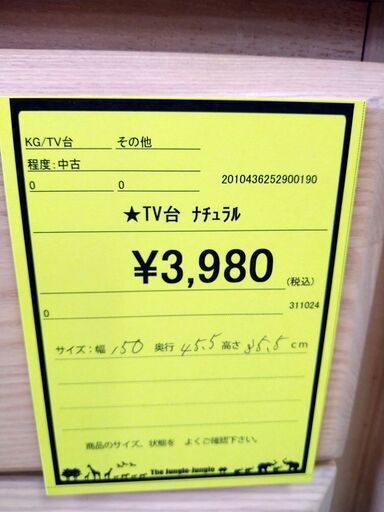 KG/TV台 その他
程度:中古
0 0 2010436252900190
★TV台 ﾅﾁｭﾗﾙ
¥3,980 (税込)
0 311024
サイズ:幅 150 奥行 45.5 高さ 85.5 cm
商品のサイズ、状態を よくご確認下さい。
The Jungle Jungle